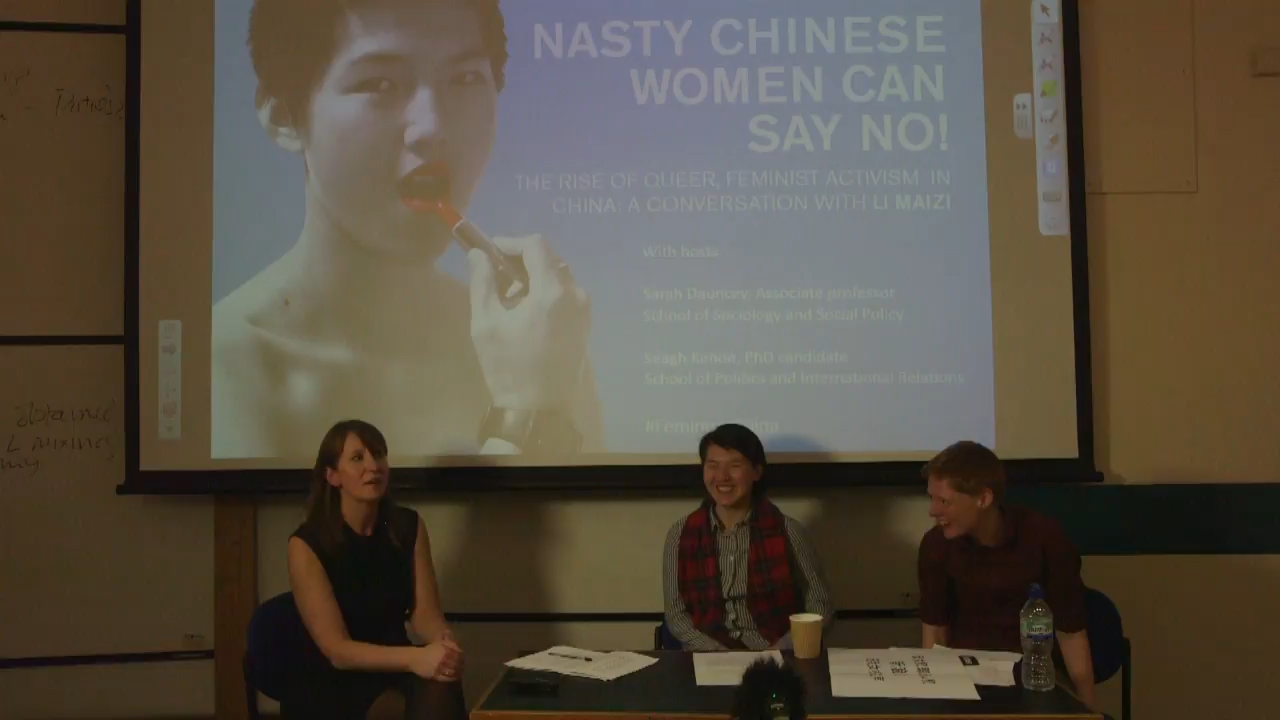 NASTY CHINESE
WOMEN CAN
SAY NO!
THE RISE OF QUEER, FEMINIST ACTIVISM IN
CHINA: A CONVERSATION WITH LI MAIZI
With hosts
Sarah Dauncey, Associate professor
School of Sociology and Social Policy
Séagh Kehoe, PhD candidate
School of Politics and International Relations